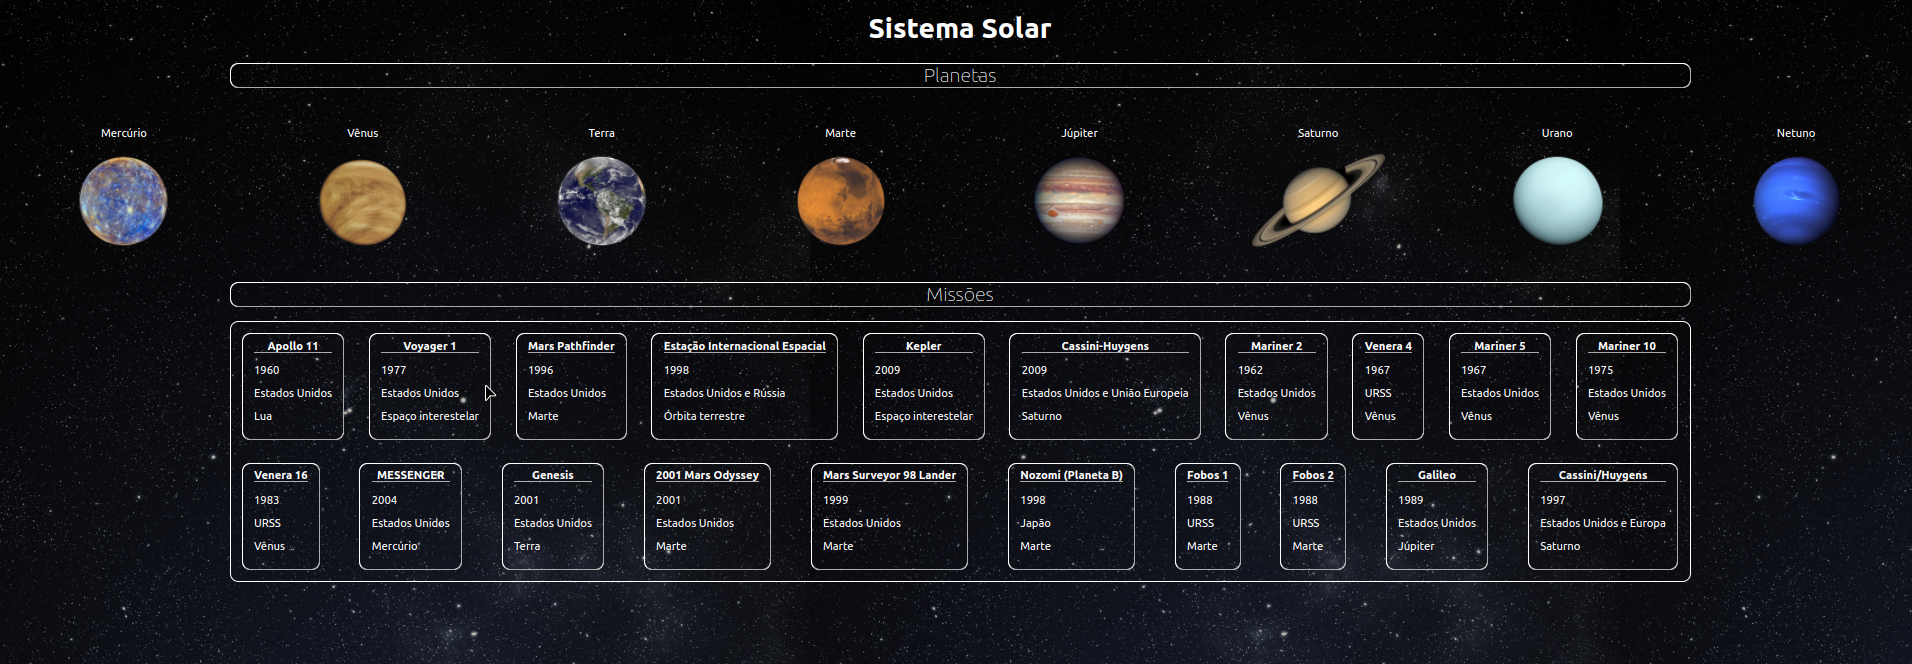 Sistema Solar
Planetas
Mercúrio
Vênus
Terra
Marte
Júpiter
Saturno
Urano
Netuno
Missões
Apollo 11
1960
Estados Unidos
Lua
Voyager 1
1977
Estados Unidos
Espaço interestelar
Mars Pathfinder
1996
Estados Unidos
Marte
Estação Internacional Espacial
1998
Estados Unidos e Rússia
Órbita terrestre
Kepler
2009
Estados Unidos
Espaço interestelar
Cassini-Huygens
2009
Estados Unidos e União Europeia
Saturno
Mariner 2
1962
Estados Unidos
Vênus
Venera 4
1967
URSS
Vênus
Mariner 5
1967
Estados Unidos
Vênus
Mariner 10
1975
Estados Unidos
Vênus
Venera 16
1983
URSS
Vênus
MESSENGER
2004
Estados Unidos
Mercúrio
Genesis
2001
Estados Unidos
Terra
2001 Mars Odyssey
2001
Estados Unidos
Marte
Mars Surveyor 98 Lander
1999
Estados Unidos
Marte
Nozomi (Planeta B)
1998
Japão
Marte
Fobos 1
1988
URSS
Marte
Fobos 2
1988
URSS
Marte
Galileo
1989
Estados Unidos
Júpiter
Cassini/Huygens
1997
Estados Unidos e Europa
Saturno